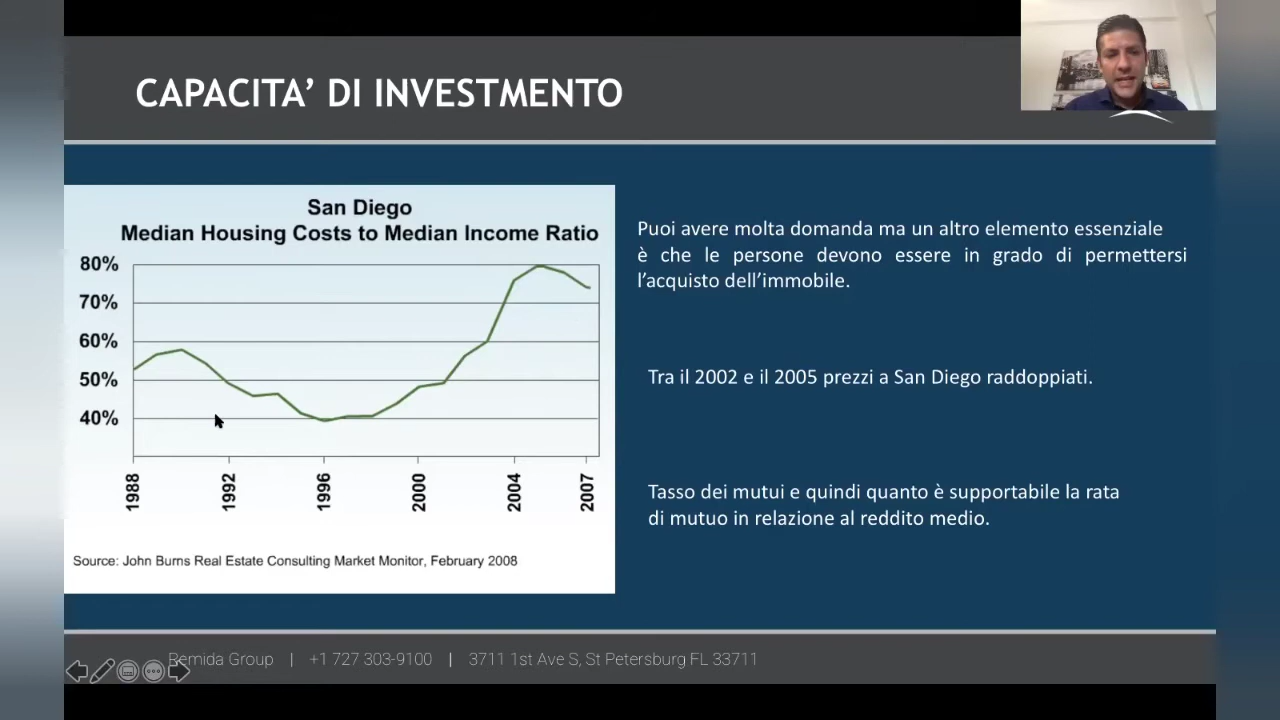 CAPACITA’ DI INVESTMENTO
San Diego
Median Housing Costs to Median Income Ratio
80%
70%
60%
50%
40%
1988
1992
1996
2000
2004
2007
Source: John Burns Real Estate Consulting Market Monitor, February 2008
Puoi avere molta domanda ma un altro elemento essenziale
è che le persone devono essere in grado di permettersi
l’acquisto dell’immobile.
Tra il 2002 e il 2005 prezzi a San Diego raddoppiati.
Tasso dei mutui e quindi quanto è supportabile la rata
di mutuo in relazione al reddito medio.
Remida Group | +1 727 303-9100 | 3711 1st Ave S, St Petersburg FL 33711